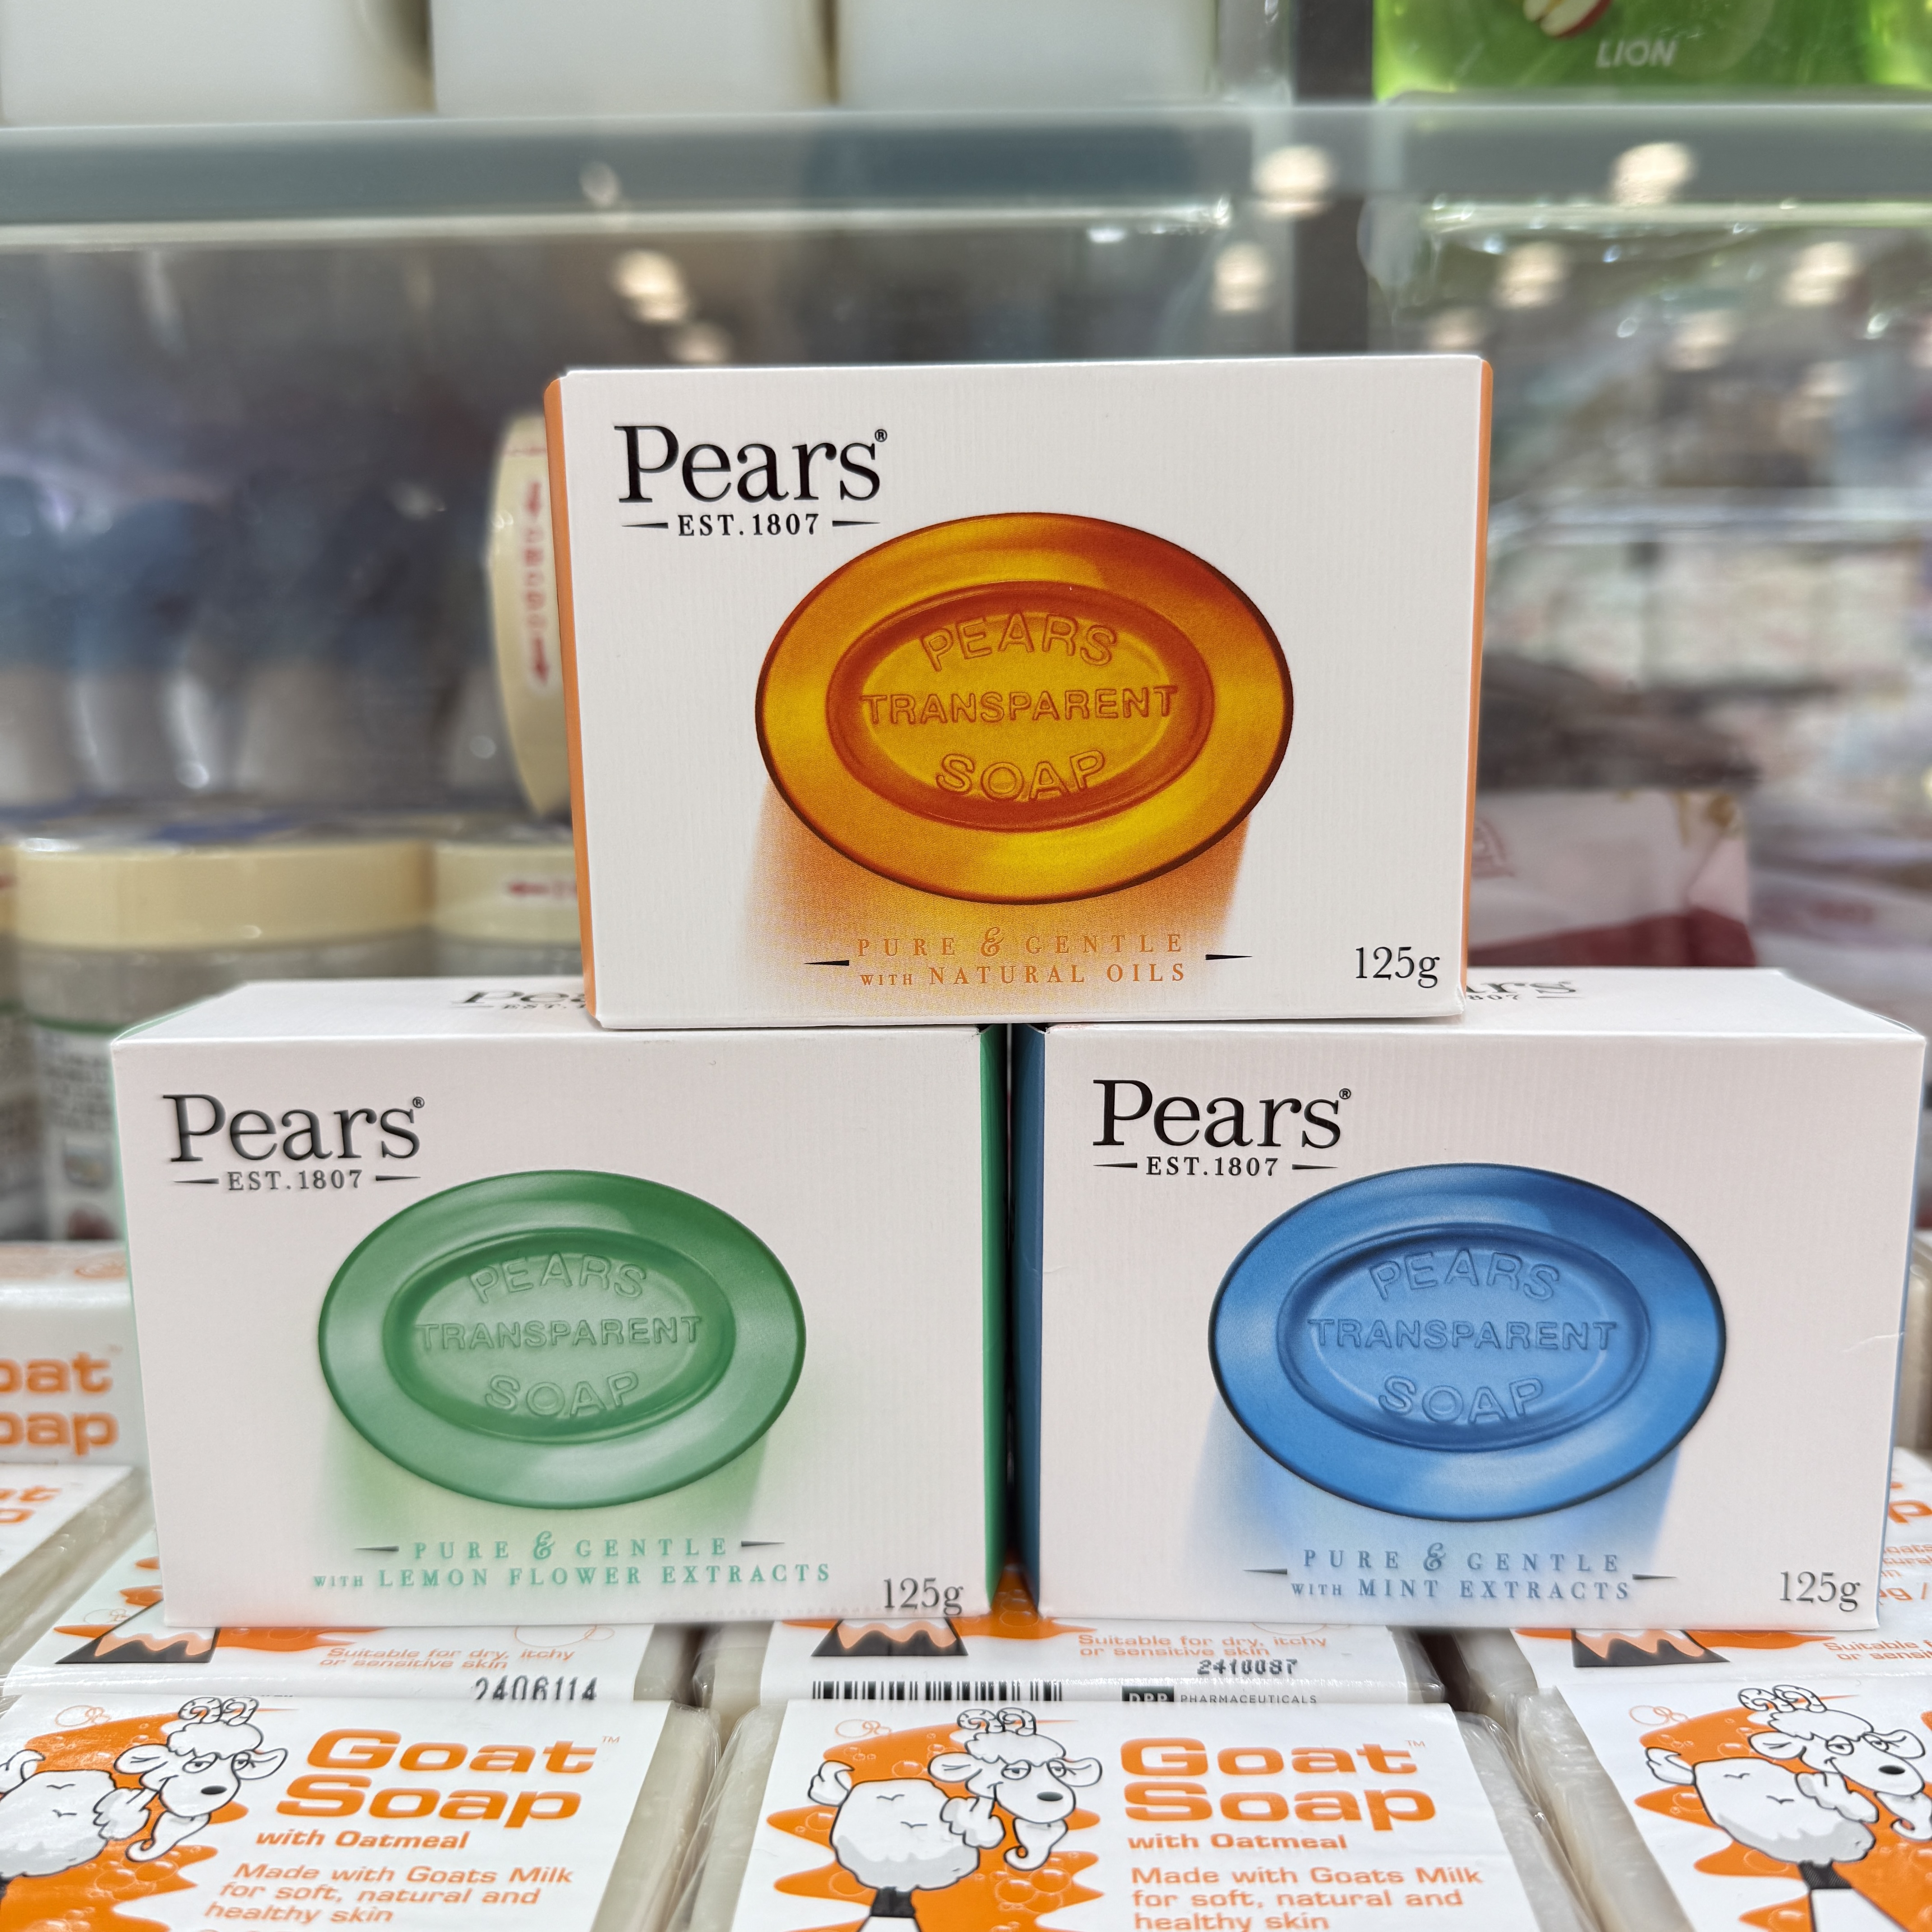 LION
Pears®
EST.1807
PEARS
TRANSPARENT
SOAP
PURE & GENTLE
WITH NATURAL OILS
125g
Pears®
EST.1807
PEARS
TRANSPARENT
SOAP
PURE & GENTLE
WITH LEMON FLOWER EXTRACTS
125g
Pears®
EST.1807
PEARS
TRANSPARENT
SOAP
PURE & GENTLE
WITH MINT EXTRACTS
125g
Suitable for dry, itchy
or sensitive skin
2406114
Suitable for dry, itchy
or sensitive skin
2410087
DPP PHARMACEUTICALS
Goat™
Soap
with Oatmeal
Made with Goats Milk
for soft, natural and
healthy skin
Goat™
Soap
with Oatmeal
Made with Goats Milk
for soft, natural and
healthy skin